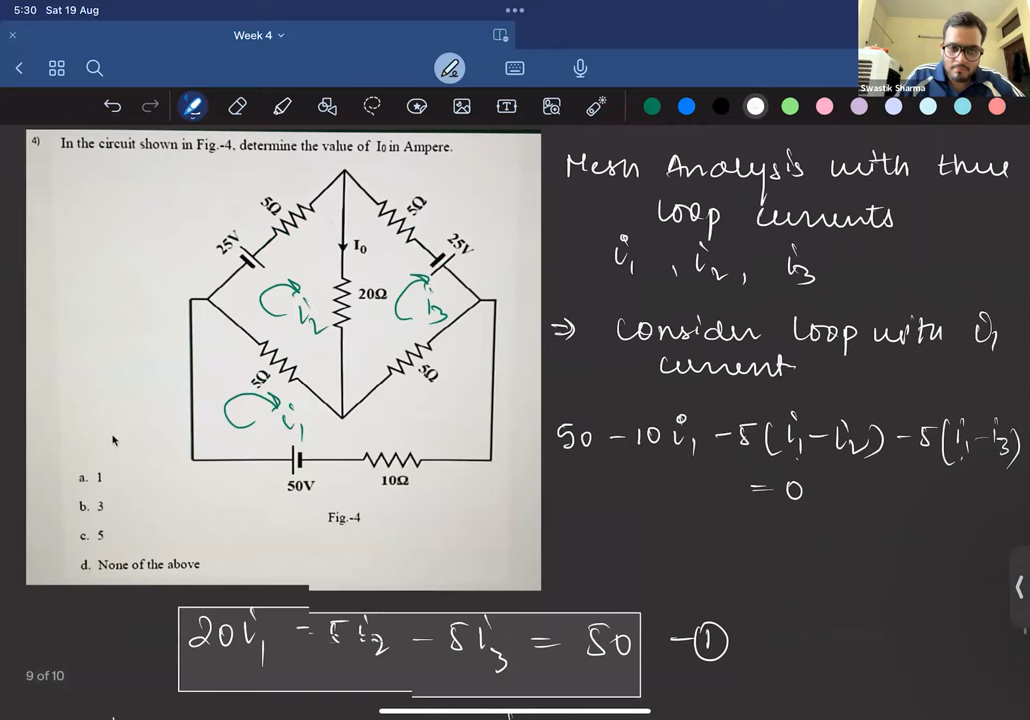 5:30 Sat 19 Aug
Week 4
Swastik Sharma
4) In the circuit shown in Fig.-4, determine the value of I₀ in Ampere.
5Ω
5Ω
25V
25V
I₀
20Ω
i₂
i₃
5Ω
5Ω
i₁
50V
10Ω
Fig.-4
a. 1
b. 3
c. 5
d. None of the above
Mesh Analysis with three
loop currents
i₁, i₂, i₃
⇒ Consider loop with i₁
current
50 - 10i₁ - 5(i₁ - i₂) - 5(i₁ - i₃)
= 0
20i₁ - 5i₂ - 5i₃ = 50 - ①
9 of 10